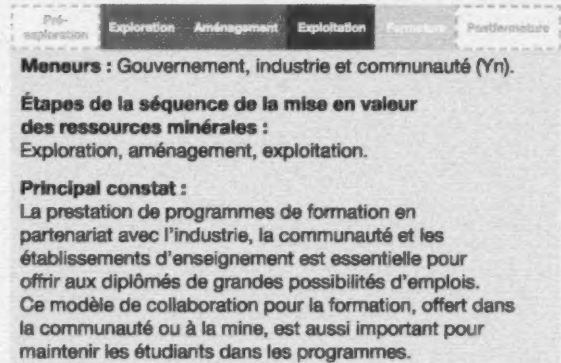 Pré-exploration Exploration Aménagement Exploitation Fermeture Postfermeture
Meneurs : Gouvernement, industrie et communauté (Yn).
Étapes de la séquence de la mise en valeur
des ressources minérales :
Exploration, aménagement, exploitation.
Principal constat :
La prestation de programmes de formation en
partenariat avec l'industrie, la communauté et les
établissements d'enseignement est essentielle pour
offrir aux diplômés de grandes possibilités d'emplois.
Ce modèle de collaboration pour la formation, offert dans
la communauté ou à la mine, est aussi important pour
maintenir les étudiants dans les programmes.